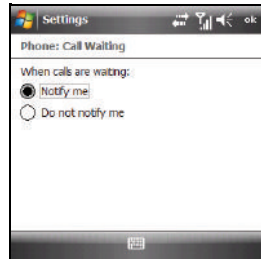 Settings
ok
Phone: Call Waiting
When calls are waiting:
Notify me
Do not notify me